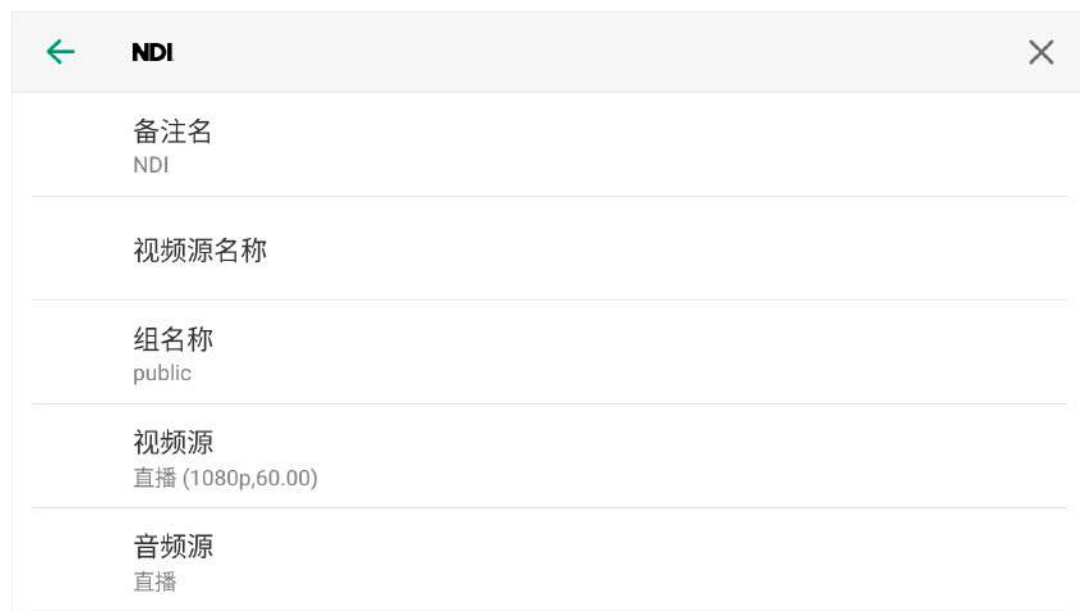 NDI
备注名
NDI
视频源名称
组名称
public
视频源
直播 (1080p,60.00)
音频源
直播